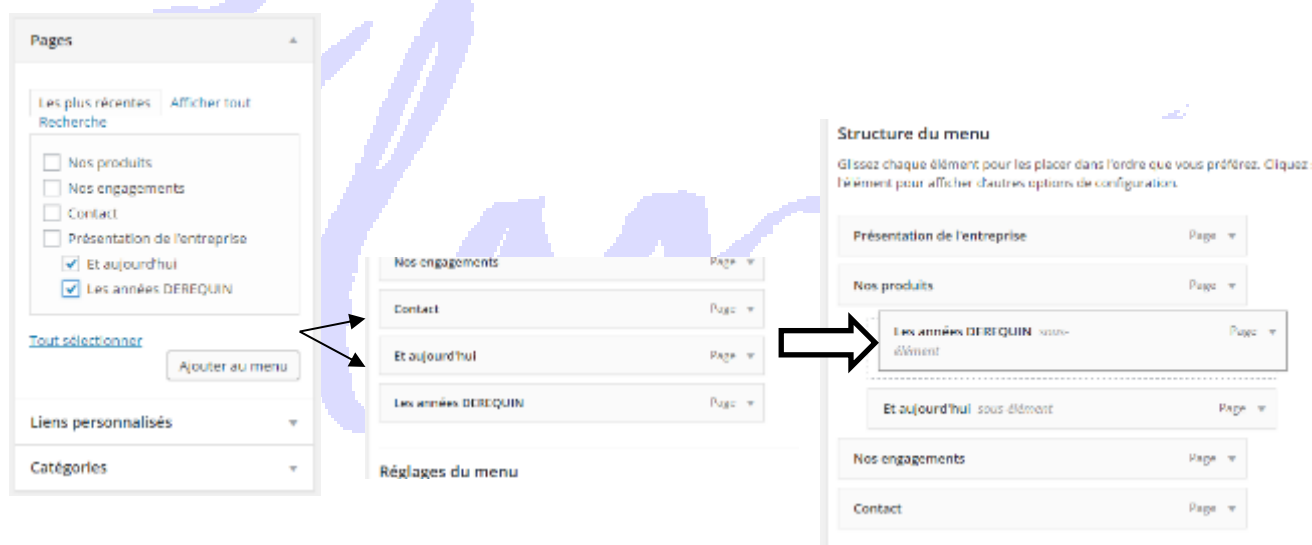 Pages
Les plus récentes Afficher tout
Recherche
Nos produits
Nos engagements
Contact
Présentation de l'entreprise
Et aujourd'hui
Les années DEREQUIN
Tout sélectionner
Ajouter au menu
Liens personnalisés
Catégories
Nos engagements Page
Contact Page
Et aujourd'hui Page
Les années DEREQUIN Page
Réglages du menu
Structure du menu
Glissez chaque élément pour les placer dans l'ordre que vous préférez. Cliquez
l'élément pour afficher d'autres options de configuration.
Présentation de l'entreprise Page
Nos produits Page
Les années DEREQUIN sous- Page
élément
Et aujourd'hui sous-élément Page
Nos engagements Page
Contact Page